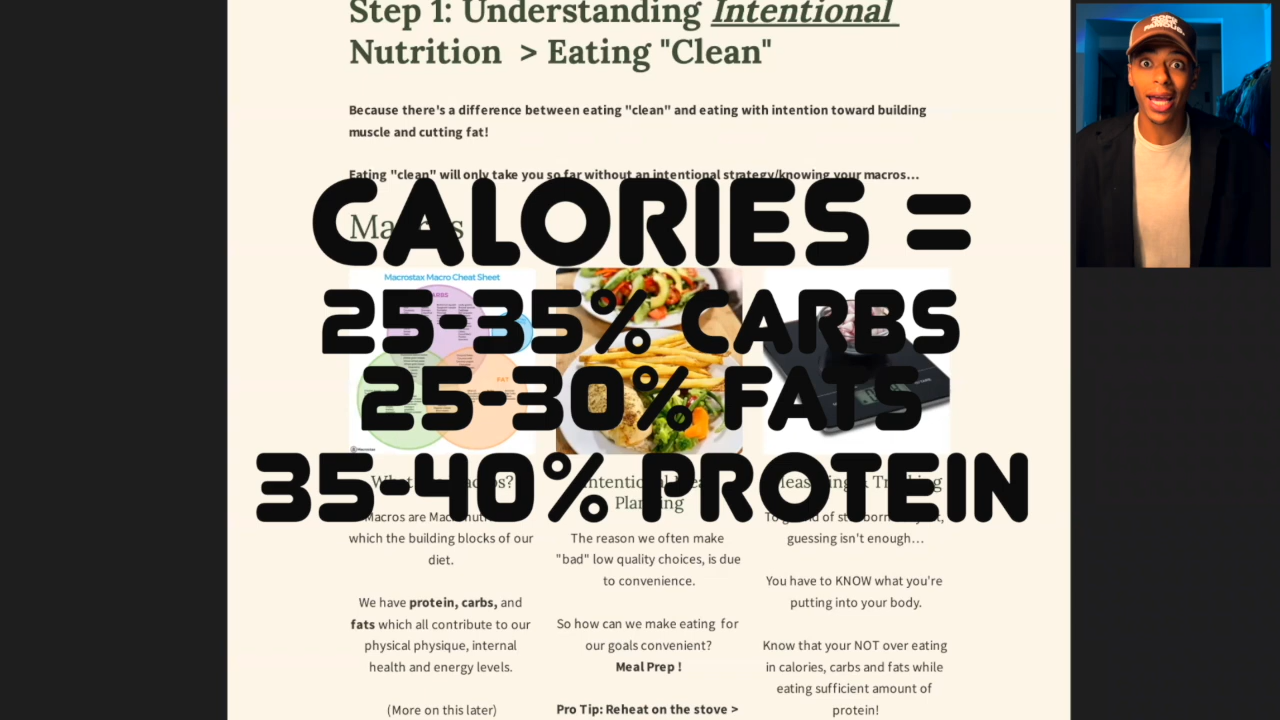 Step 1: Understanding Intentional
Nutrition > Eating "Clean"
Because there's a difference between eating "clean" and eating with intention toward building
muscle and cutting fat!
Eating "clean" will only take you so far without an intentional strategy/knowing your macros...
CALORIES =
25-35% CARBS
25-30% FATS
35-40% PROTEIN
Macrostax Macro Cheat Sheet
FAT
Planning
which the building blocks of our
diet.
We have protein, carbs, and
fats which all contribute to our
physical physique, internal
health and energy levels.
(More on this later)
The reason we often make
"bad" low quality choices, is due
to convenience.
So how can we make eating for
our goals convenient?
Meal Prep !
Pro Tip: Reheat on the stove >
guessing isn't enough...
You have to KNOW what you're
putting into your body.
Know that your NOT over eating
in calories, carbs and fats while
eating sufficient amount of
protein!